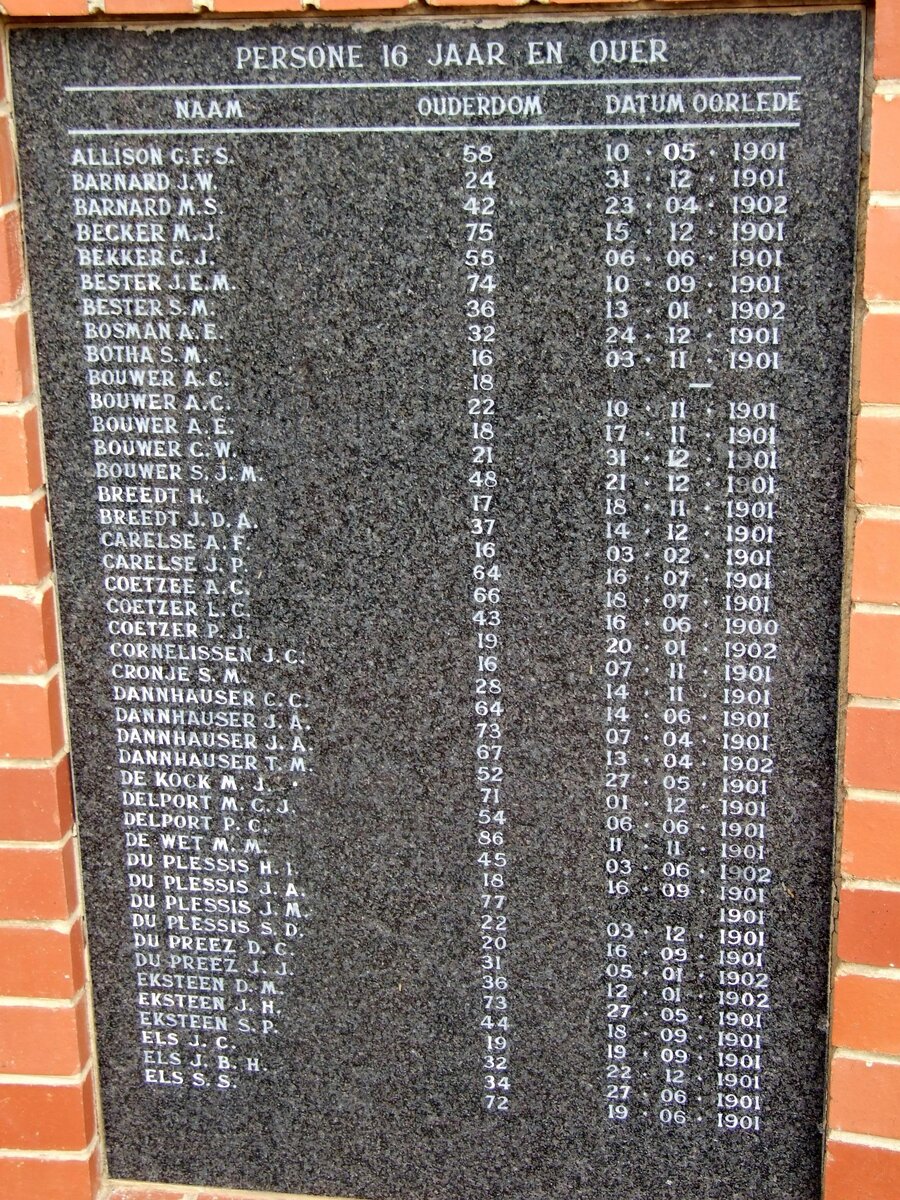 PERSONE 16 JAAR EN OUER
NAAM OUDERDOM DATUM OORLEDE
ALLISON C.F.S. 58 10 · 05 · 1901
BARNARD J.W. 24 31 · 12 · 1901
BARNARD M.S. 42 23 · 04 · 1902
BECKER M.J. 75 15 · 12 · 1901
BEKKER C.J. 55 06 · 06 · 1901
BESTER J.E.M. 74 10 · 09 · 1901
BESTER S.M. 36 13 · 01 · 1902
BOSMAN A.E. 32 24 · 12 · 1901
BOTHA S.M. 16 03 · 11 · 1901
BOUWER A.C. 18 —
BOUWER A.C. 22 10 · 11 · 1901
BOUWER A.E. 18 17 · 11 · 1901
BOUWER C.W. 21 31 · 12 · 1901
BOUWER S.J.M. 48 21 · 12 · 1901
BREEDT H. 17 18 · 11 · 1901
BREEDT J.D.A. 37 14 · 12 · 1901
CARELSE A.F. 16 03 · 02 · 1901
CARELSE J.P. 64 16 · 07 · 1901
COETZEE A.C. 66 18 · 07 · 1901
COETZER L.C. 43 16 · 06 · 1900
COETZER P.J. 19 20 · 01 · 1902
CORNELISSEN J.C. 16 07 · 11 · 1901
CRONJE S.M. 28 14 · 11 · 1901
DANNHAUSER C.C. 64 14 · 06 · 1901
DANNHAUSER J.A. 73 07 · 04 · 1901
DANNHAUSER J.A. 67 13 · 04 · 1902
DANNHAUSER T.M. 52 27 · 05 · 1901
DE KOCK M.J. 71 01 · 12 · 1901
DELPORT M.C.J. 54 06 · 06 · 1901
DELPORT P.C. 86 11 · 11 · 1901
DE WET M.M. 45 03 · 06 · 1902
DU PLESSIS H.I. 18 16 · 09 · 1901
DU PLESSIS J.A. 77 1901
DU PLESSIS J.M. 22 03 · 12 · 1901
DU PLESSIS S.D. 20 16 · 09 · 1901
DU PREEZ D.C. 31 05 · 01 · 1902
DU PREEZ J.J. 36 12 · 01 · 1902
EKSTEEN D.M. 73 27 · 05 · 1901
EKSTEEN J.H. 44 18 · 09 · 1901
EKSTEEN S.P. 19 19 · 09 · 1901
ELS J.C. 32 22 · 12 · 1901
ELS J.B.H. 34 27 · 06 · 1901
ELS S.S. 72 19 · 06 · 1901